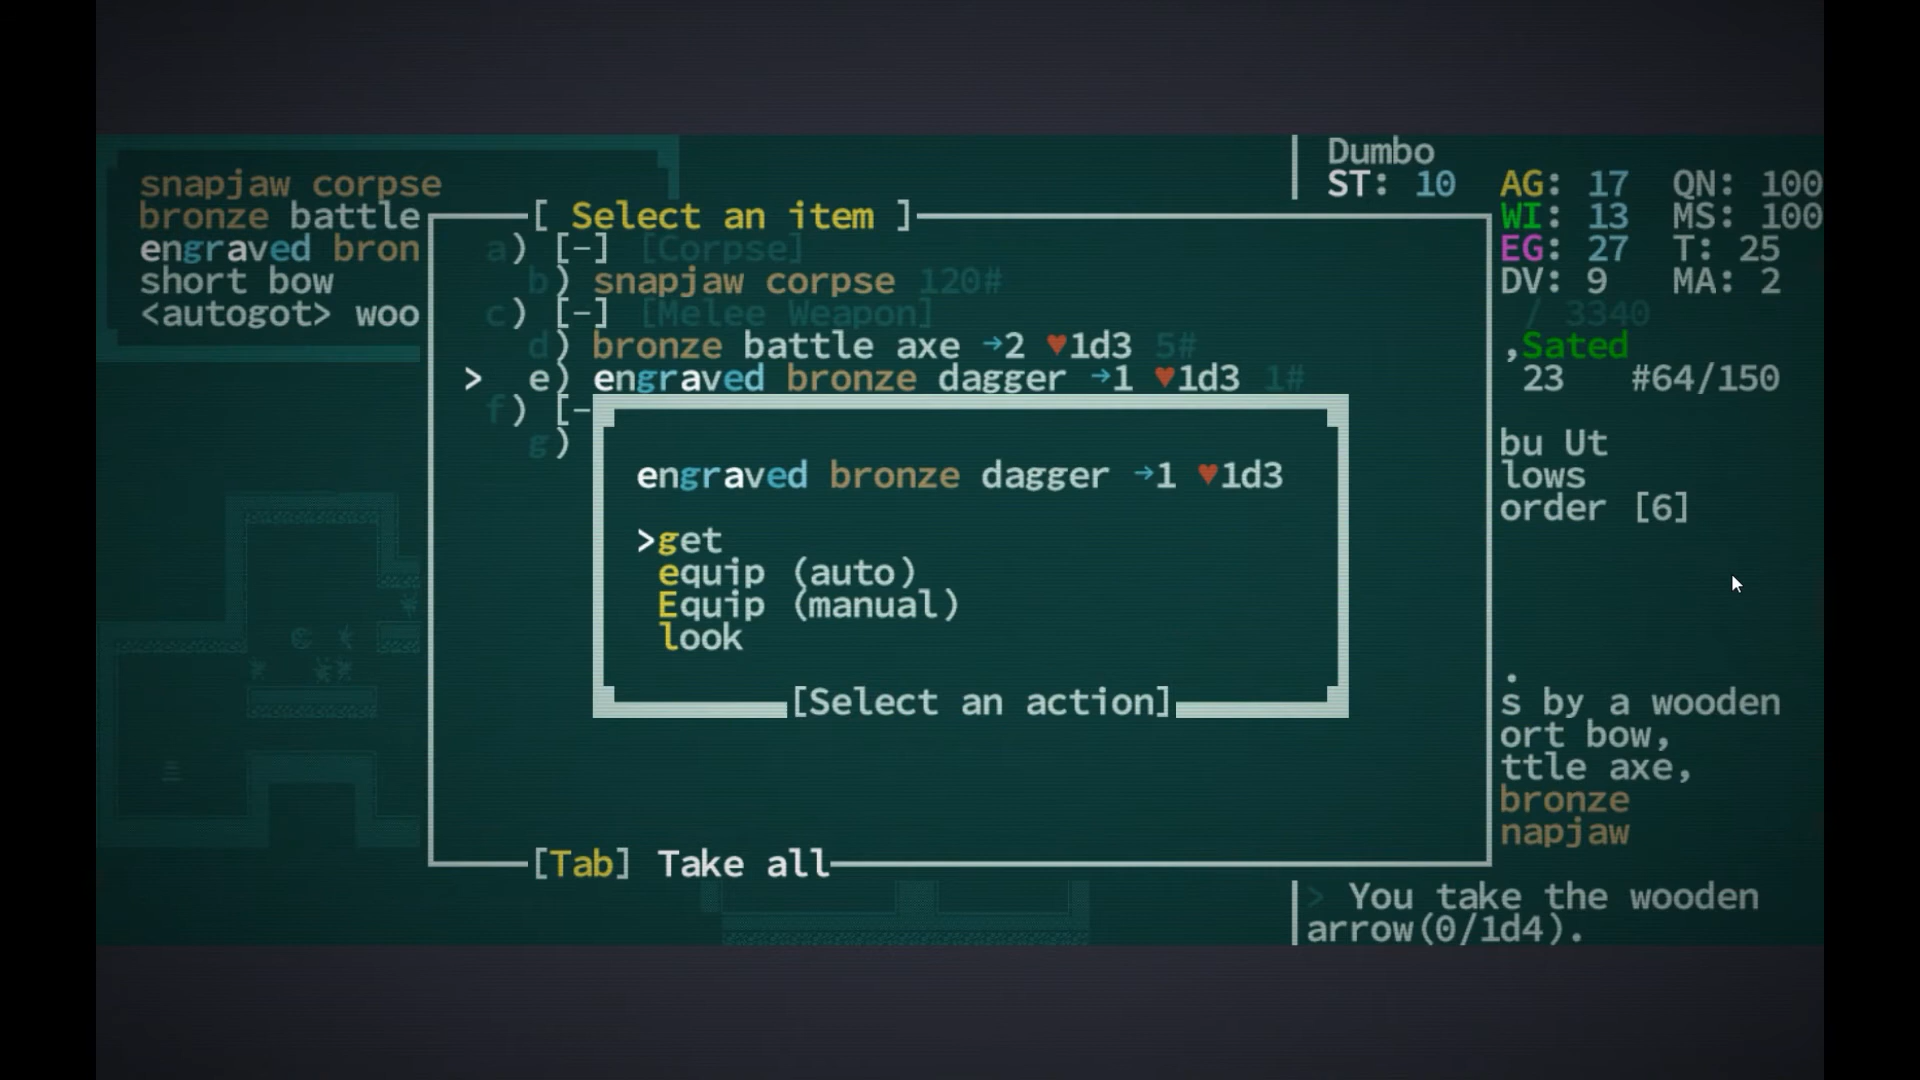 snapjaw corpse
bronze battle
engraved bron
short bow
<autogot> woo
[ Select an item ]
a) [-] [Corpse]
b) snapjaw corpse 120#
c) [-] [Melee Weapon]
d) bronze battle axe →2 ♥1d3 5#
> e) engraved bronze dagger →1 ♥1d3 1#
f) [-
g)
engraved bronze dagger →1 ♥1d3
>get
equip (auto)
Equip (manual)
look
[Select an action]
[Tab] Take all
Dumbo
ST: 10 AG: 17 QN: 100
WI: 13 MS: 100
EG: 27 T: 25
DV: 9 MA: 2
/ 3340
,Sated
23 #64/150
bu Ut
lows
order [6]
.
s by a wooden
ort bow,
ttle axe,
bronze
napjaw
> You take the wooden
arrow(0/1d4).